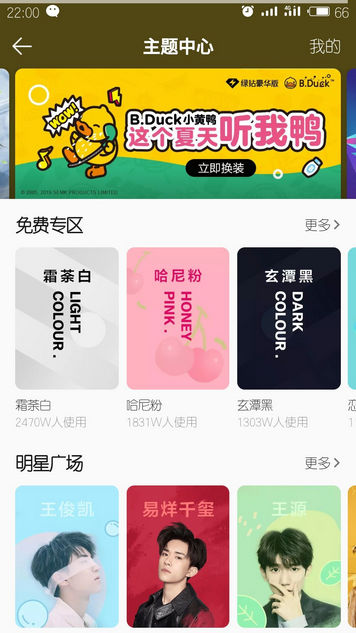 22:00
66
主题中心
我的
WOW!
绿钻豪华版
B.Duck
B.Duck小黄鸭
这个夏天听我鸭
立即换装
© 2005, 2019 SEMK PRODUCTS LIMITED
免费专区
更多
霜荼白
LIGHT
COLOUR.
哈尼粉
HONEY
PINK.
玄潭黑
DARK
COLOUR.
霜荼白
哈尼粉
玄潭黑
2470W人使用
1831W人使用
1303W人使用
明星广场
更多
王俊凯
易烊千玺
王源